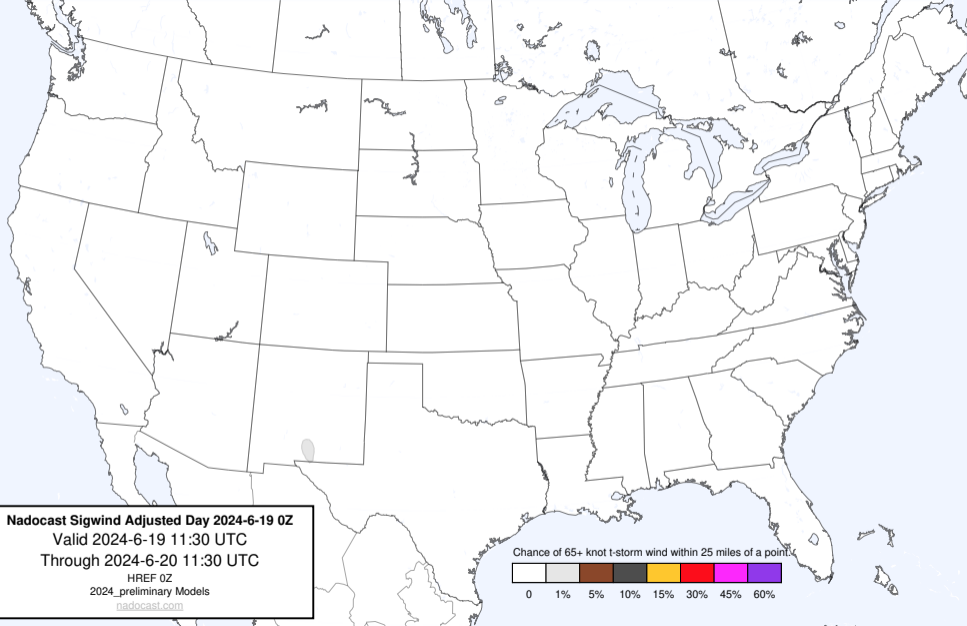 Nadocast Sigwind Adjusted Day 2024-6-19 0Z
Valid 2024-6-19 11:30 UTC
Through 2024-6-20 11:30 UTC
HREF 0Z
2024_preliminary Models
nadocast.com
Chance of 65+ knot t-storm wind within 25 miles of a point.
0 1% 5% 10% 15% 30% 45% 60%